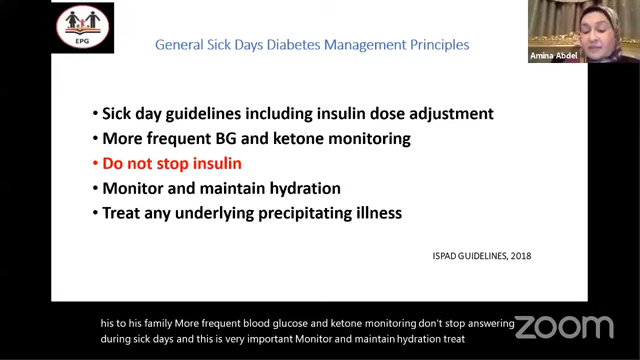 EPG
General Sick Days Diabetes Management Principles
Amina Abdel
• Sick day guidelines including insulin dose adjustment
• More frequent BG and ketone monitoring
• Do not stop insulin
• Monitor and maintain hydration
• Treat any underlying precipitating illness
ISPAD GUIDELINES, 2018
his to his family More frequent blood glucose and ketone monitoring don't stop answering
during sick days and this is very important Monitor and maintain hydration treat
zoom